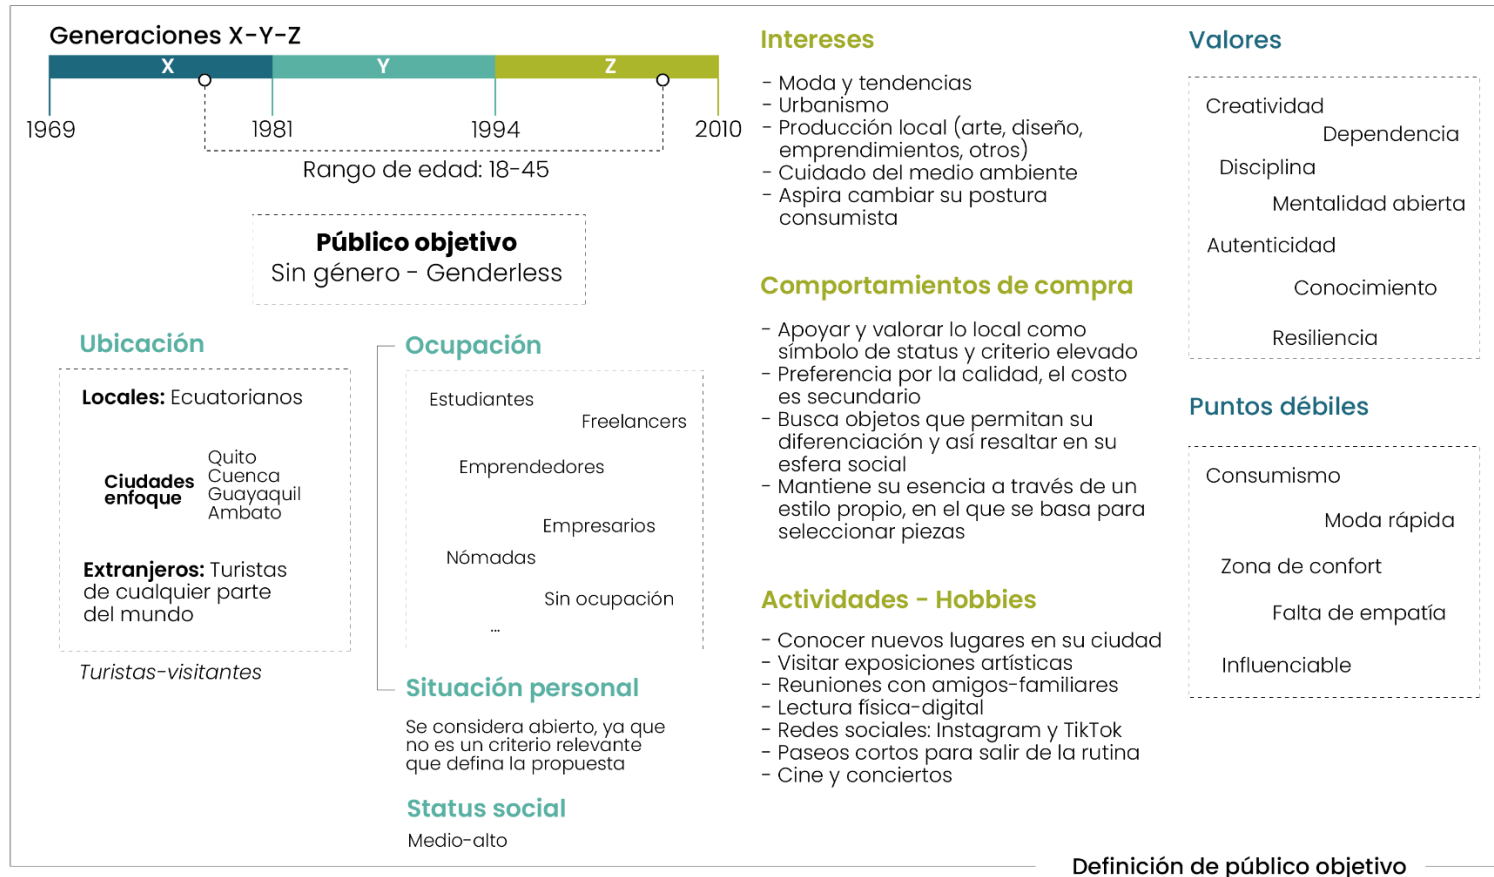 Generaciones X-Y-Z
X Y Z
1969 1981 1994 2010
Rango de edad: 18-45
Público objetivo
Sin género - Genderless
Ubicación
Locales: Ecuatorianos
Ciudades
enfoque
Quito
Cuenca
Guayaquil
Ambato
Extranjeros: Turistas
de cualquier parte
del mundo
Turistas-visitantes
Ocupación
Estudiantes
Freelancers
Emprendedores
Empresarios
Nómadas
Sin ocupación
...
Situación personal
Se considera abierto, ya que
no es un criterio relevante
que defina la propuesta
Status social
Medio-alto
Intereses
- Moda y tendencias
- Urbanismo
- Producción local (arte, diseño,
emprendimientos, otros)
- Cuidado del medio ambiente
- Aspira cambiar su postura
consumista
Comportamientos de compra
- Apoyar y valorar lo local como
símbolo de status y criterio elevado
- Preferencia por la calidad, el costo
es secundario
- Busca objetos que permitan su
diferenciación y así resaltar en su
esfera social
- Mantiene su esencia a través de un
estilo propio, en el que se basa para
seleccionar piezas
Actividades - Hobbies
- Conocer nuevos lugares en su ciudad
- Visitar exposiciones artísticas
- Reuniones con amigos-familiares
- Lectura física-digital
- Redes sociales: Instagram y TikTok
- Paseos cortos para salir de la rutina
- Cine y conciertos
Valores
Creatividad
Dependencia
Disciplina
Mentalidad abierta
Autenticidad
Conocimiento
Resiliencia
Puntos débiles
Consumismo
Moda rápida
Zona de confort
Falta de empatía
Influenciable
Definición de público objetivo